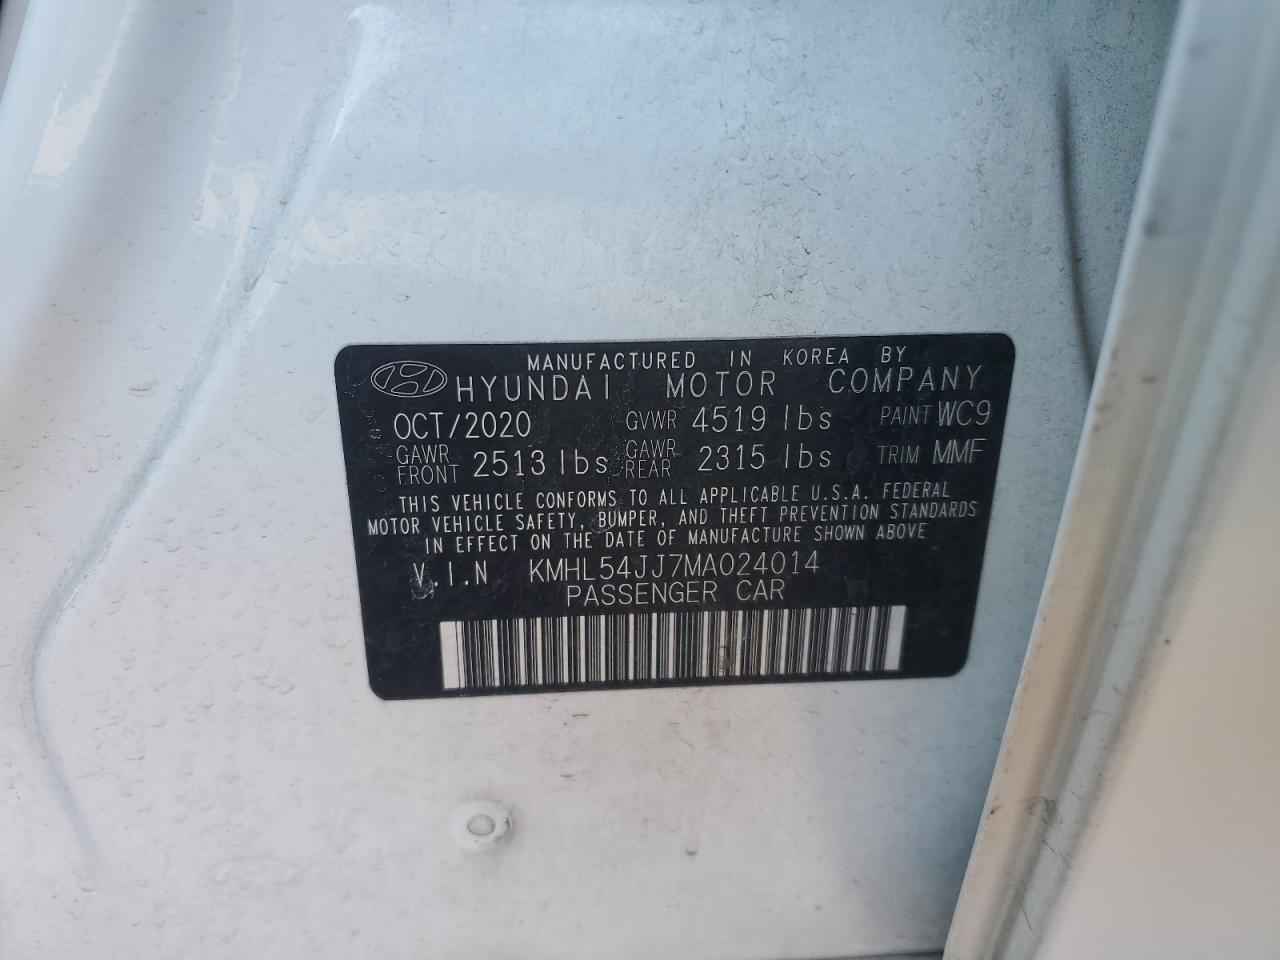 MANUFACTURED IN KOREA BY
HYUNDAI MOTOR COMPANY
OCT/2020 GVWR 4519 lbs PAINT WC9
GAWR FRONT 2513 lbs GAWR REAR 2315 lbs TRIM MMF
THIS VEHICLE CONFORMS TO ALL APPLICABLE U.S.A. FEDERAL
MOTOR VEHICLE SAFETY, BUMPER, AND THEFT PREVENTION STANDARDS
IN EFFECT ON THE DATE OF MANUFACTURE SHOWN ABOVE
V.I.N KMHL54JJ7MA024014
PASSENGER CAR